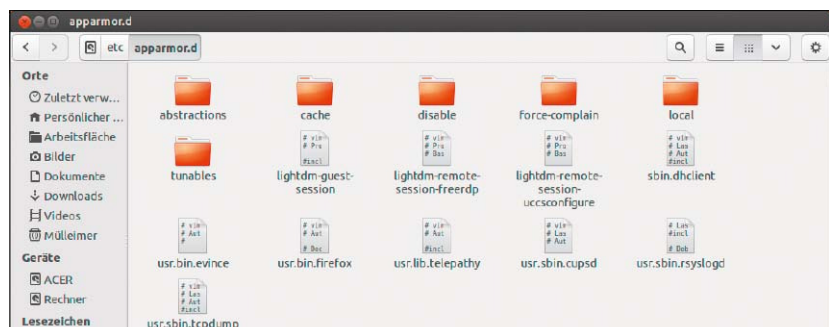 apparmor.d
etc apparmor.d
Orte
Zuletzt verw...
Persönlicher ...
Arbeitsfläche
Bilder
Dokumente
Downloads
Videos
Mülleimer
Geräte
ACER
Rechner
Lesezeichen
abstractions
cache
disable
force-complain
local
tunables
lightdm-guest-
session
lightdm-remote-
session-freerdp
lightdm-remote-
session-
uccsconfigure
sbin.dhclient
usr.bin.evince
usr.bin.firefox
usr.lib.telepathy
usr.sbin.cupsd
usr.sbin.rsyslogd
usr.sbin.tcpdump